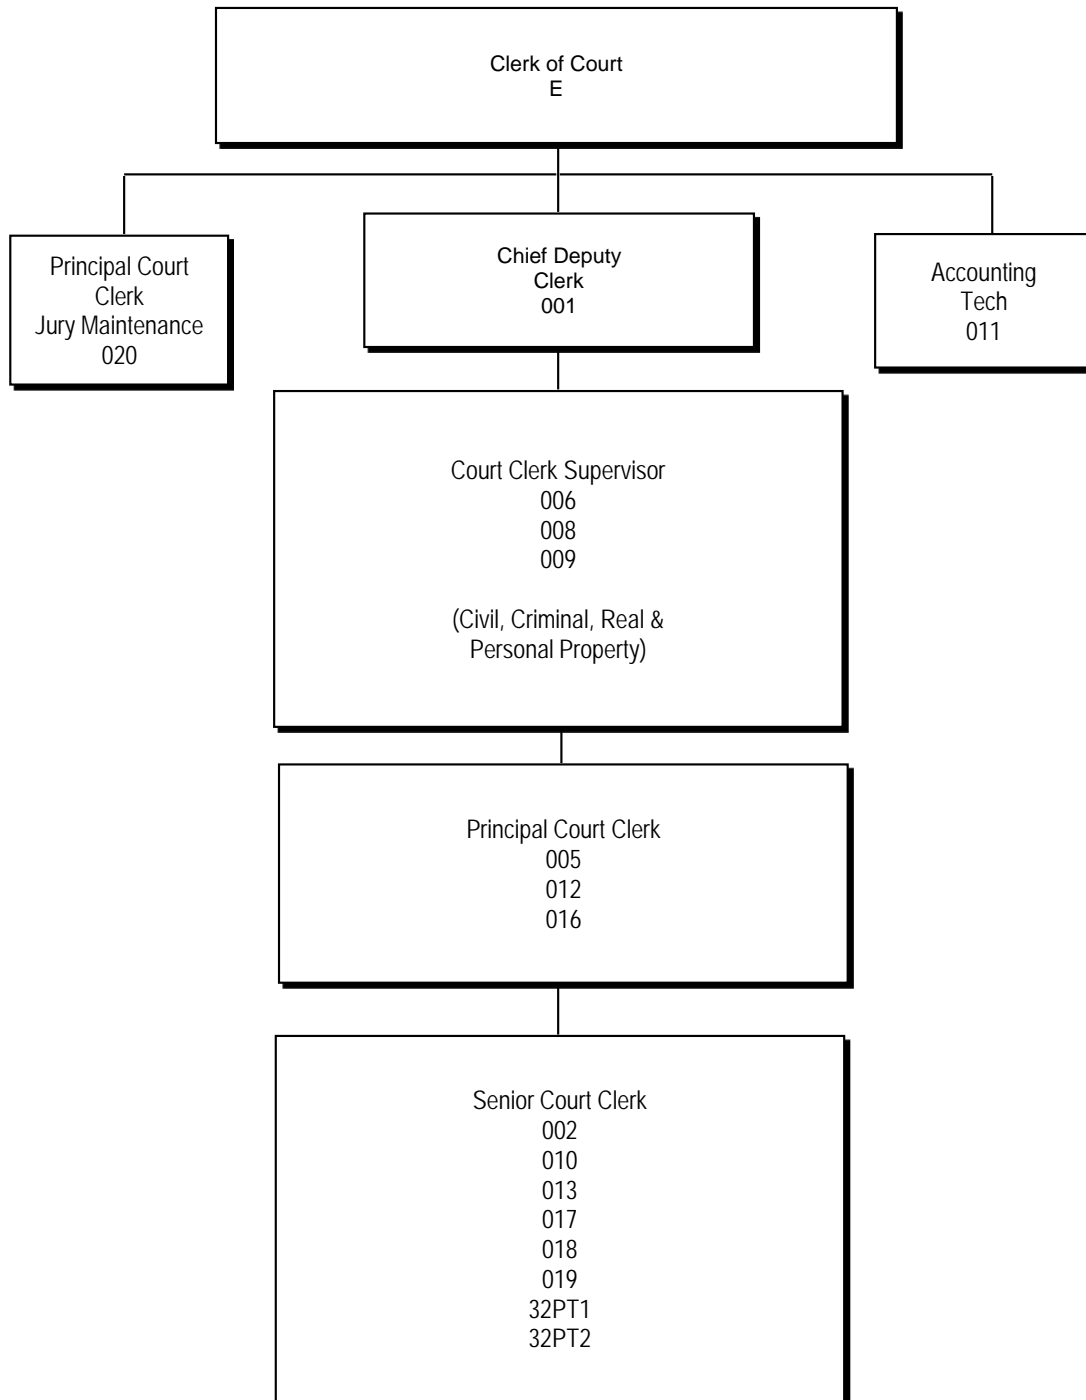 Clerk of Court
E
Principal Court
Clerk
Jury Maintenance
020
Chief Deputy
Clerk
001
Accounting
Tech
011
Court Clerk Supervisor
006
008
009
(Civil, Criminal, Real &
Personal Property)
Principal Court Clerk
005
012
016
Senior Court Clerk
002
010
013
017
018
019
32PT1
32PT2